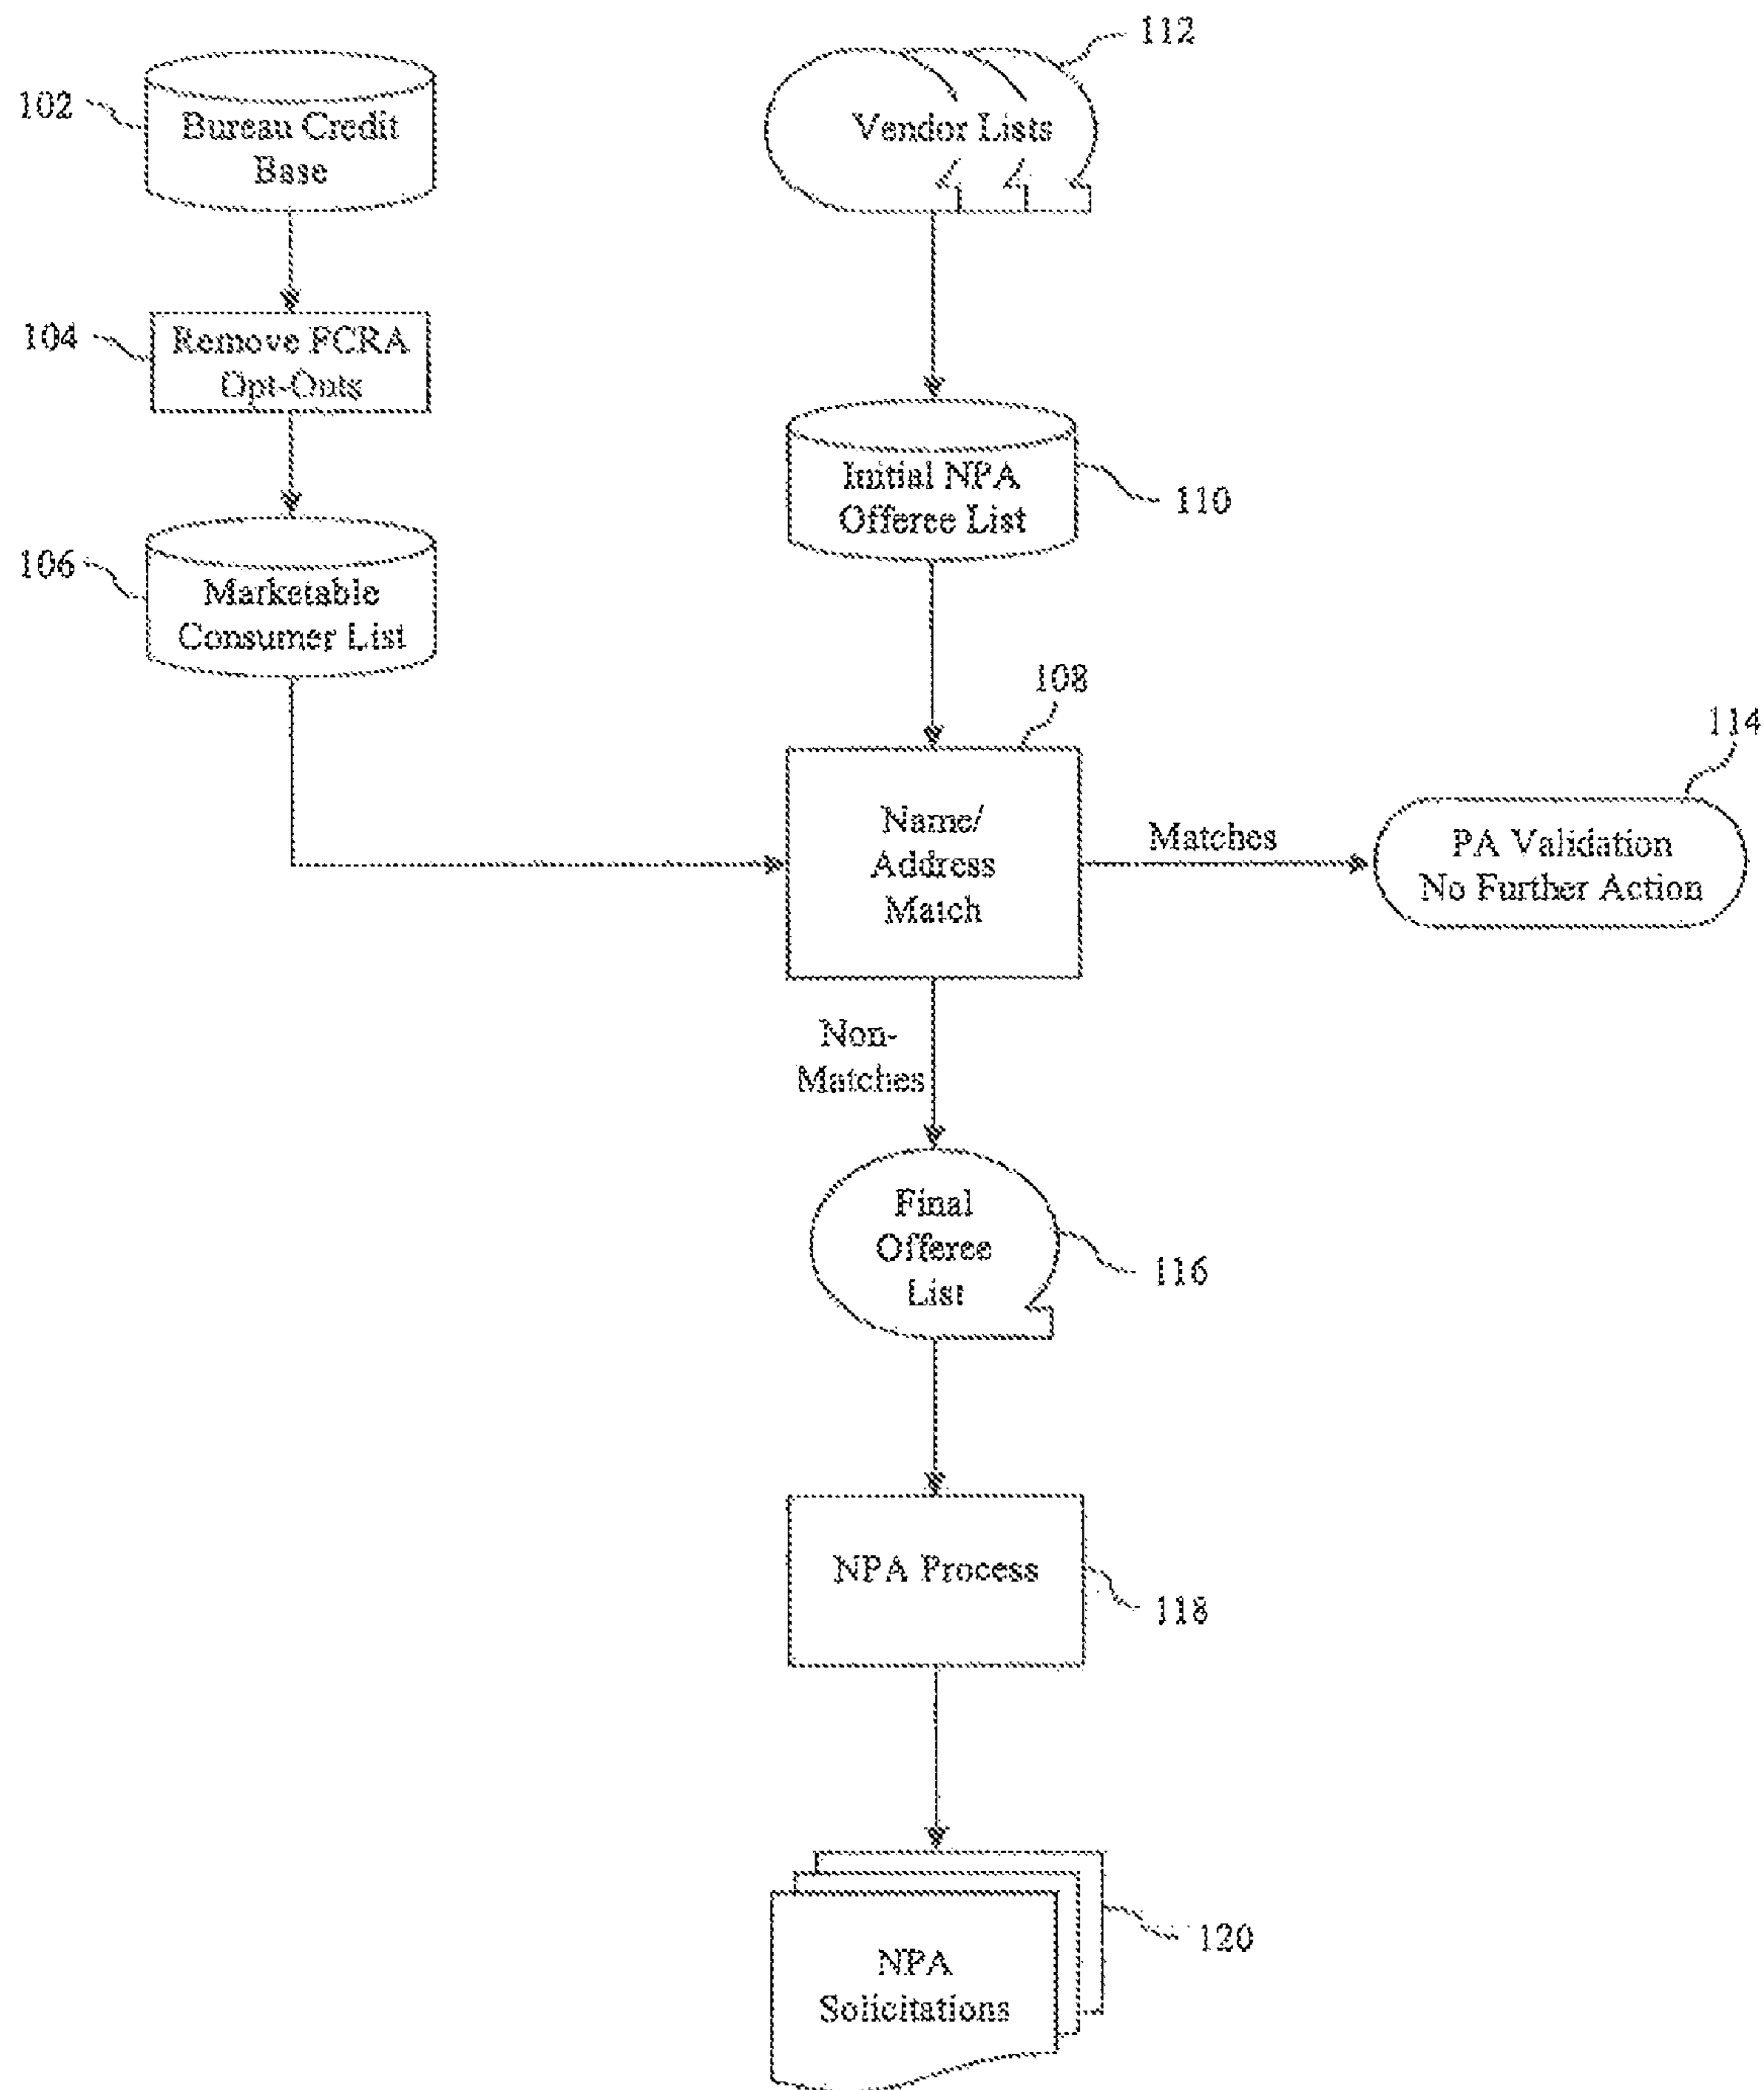 112
102
Bureau Credit
Base
Vendor Lists
104
Remove FCRA
Opt-Outs
Initial NPA
Offeree List
110
106
Marketable
Consumer List
108
114
Name/
Address
Match
Matches
PA Validation
No Further Action
Non-
Matches
Final
Offeree
List
116
NPA Process
118
120
NPA
Solicitations